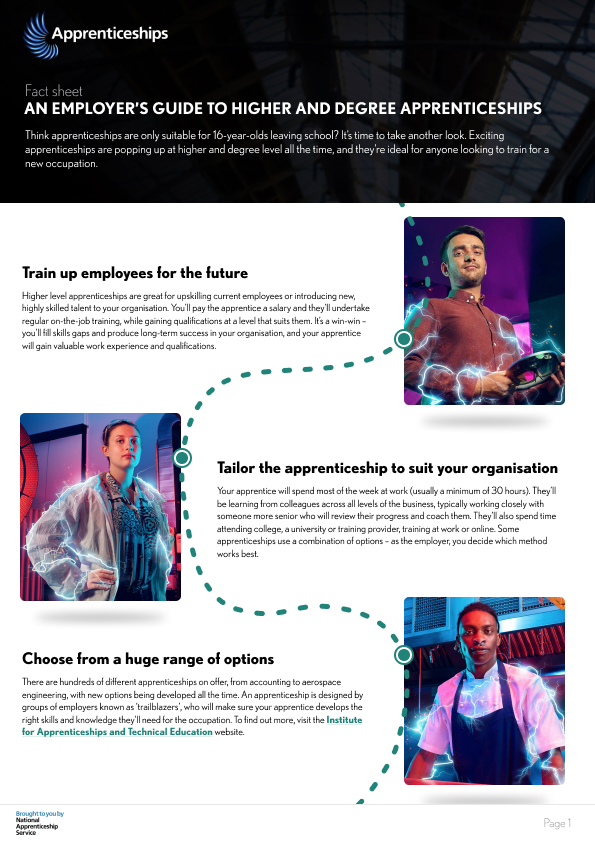 Apprenticeships
Fact sheet
AN EMPLOYER'S GUIDE TO HIGHER AND DEGREE APPRENTICESHIPS
Think apprenticeships are only suitable for 16-year-olds leaving school? It's time to take another look. Exciting
apprenticeships are popping up at higher and degree level all the time, and they're ideal for anyone looking to train for a
new occupation.
Train up employees for the future
Higher level apprenticeships are great for upskilling current employees or introducing new,
highly skilled talent to your organisation. You'll pay the apprentice a salary and they'll undertake
regular on-the-job training, while gaining qualifications at a level that suits them. It's a win-win –
you'll fill skills gaps and produce long-term success in your organisation, and your apprentice
will gain valuable work experience and qualifications.
Tailor the apprenticeship to suit your organisation
Your apprentice will spend most of the week at work (usually a minimum of 30 hours). They'll
be learning from colleagues across all levels of the business, typically working closely with
someone more senior who will review their progress and coach them. They'll also spend time
attending college, a university or training provider, training at work or online. Some
apprenticeships use a combination of options – as the employer, you decide which method
works best.
Choose from a huge range of options
There are hundreds of different apprenticeships on offer, from accounting to aerospace
engineering, with new options being developed all the time. An apprenticeship is designed by
groups of employers known as 'trailblazers', who will make sure your apprentice develops the
right skills and knowledge they'll need for the occupation. To find out more, visit the Institute
for Apprenticeships and Technical Education website.
Brought to you by
National
Apprenticeship
Service
Page 1